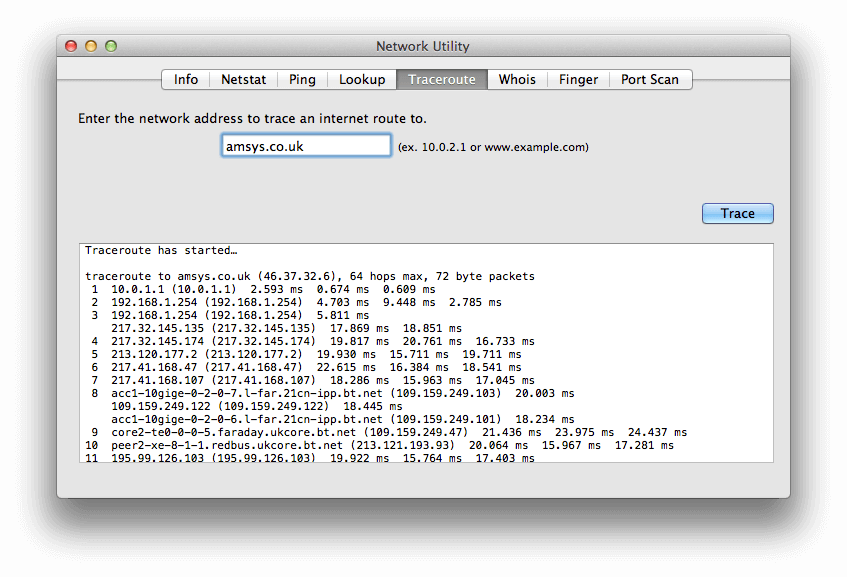 Network Utility
Info Netstat Ping Lookup Traceroute Whois Finger Port Scan
Enter the network address to trace an internet route to.
amsys.co.uk (ex. 10.0.2.1 or www.example.com)
Trace
Traceroute has started…
traceroute to amsys.co.uk (46.37.32.6), 64 hops max, 72 byte packets
1 10.0.1.1 (10.0.1.1) 2.593 ms 0.674 ms 0.609 ms
2 192.168.1.254 (192.168.1.254) 4.703 ms 9.448 ms 2.785 ms
3 192.168.1.254 (192.168.1.254) 5.811 ms
217.32.145.135 (217.32.145.135) 17.869 ms 18.851 ms
4 217.32.145.174 (217.32.145.174) 19.817 ms 20.761 ms 16.733 ms
5 213.120.177.2 (213.120.177.2) 19.930 ms 15.711 ms 19.711 ms
6 217.41.168.47 (217.41.168.47) 22.615 ms 16.384 ms 18.541 ms
7 217.41.168.107 (217.41.168.107) 18.286 ms 15.963 ms 17.045 ms
8 acc1-10gige-0-2-0-7.l-far.21cn-ipp.bt.net (109.159.249.103) 20.003 ms
109.159.249.122 (109.159.249.122) 18.445 ms
acc1-10gige-0-2-0-6.l-far.21cn-ipp.bt.net (109.159.249.101) 18.234 ms
9 core2-te0-0-0-5.faraday.ukcore.bt.net (109.159.249.47) 21.436 ms 23.975 ms 24.437 ms
10 peer2-xe-8-1-1.redbus.ukcore.bt.net (213.121.193.93) 20.064 ms 15.967 ms 17.281 ms
11 195.99.126.103 (195.99.126.103) 19.922 ms 15.764 ms 17.403 ms